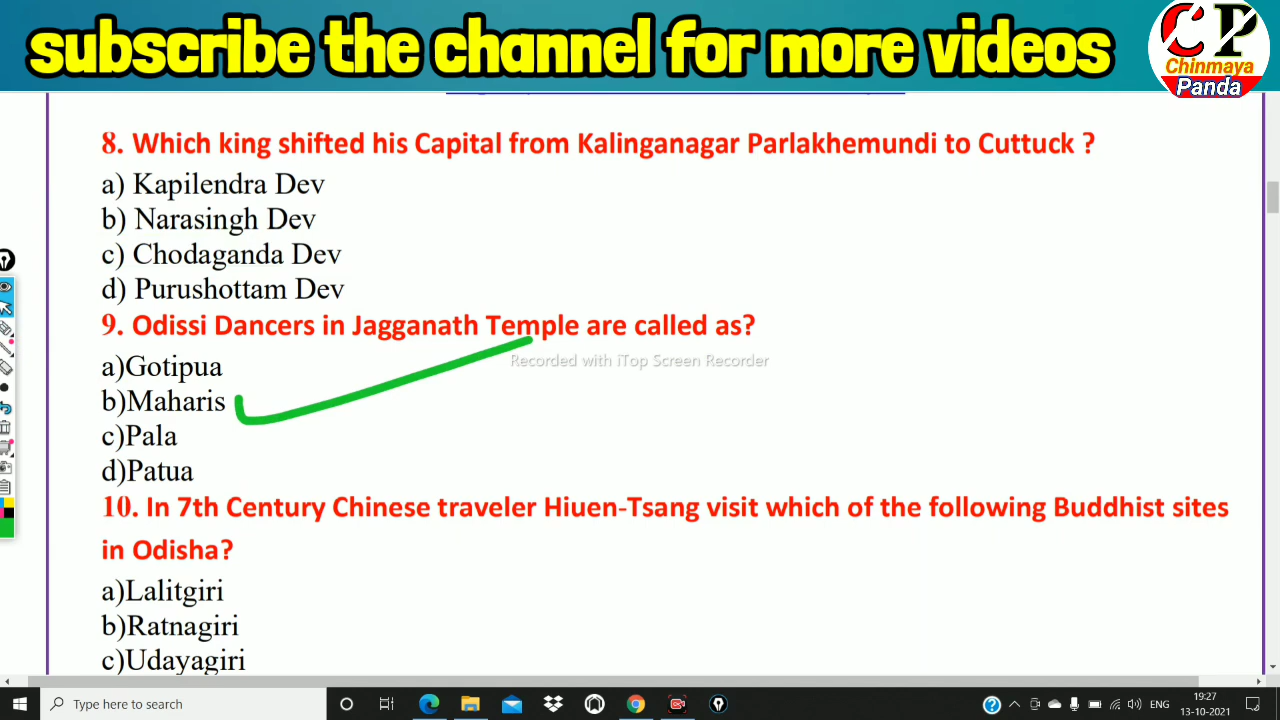 subscribe the channel for more videos
CP
Chinmaya
Panda
8. Which king shifted his Capital from Kalinganagar Parlakhemundi to Cuttuck ?
a) Kapilendra Dev
b) Narasingh Dev
c) Chodaganda Dev
d) Purushottam Dev
9. Odissi Dancers in Jagganath Temple are called as?
Recorded with iTop Screen Recorder
a)Gotipua
b)Maharis
c)Pala
d)Patua
10. In 7th Century Chinese traveler Hiuen-Tsang visit which of the following Buddhist sites
in Odisha?
a)Lalitgiri
b)Ratnagiri
c)Udayagiri
Type here to search
ENG
19:27
13-10-2021